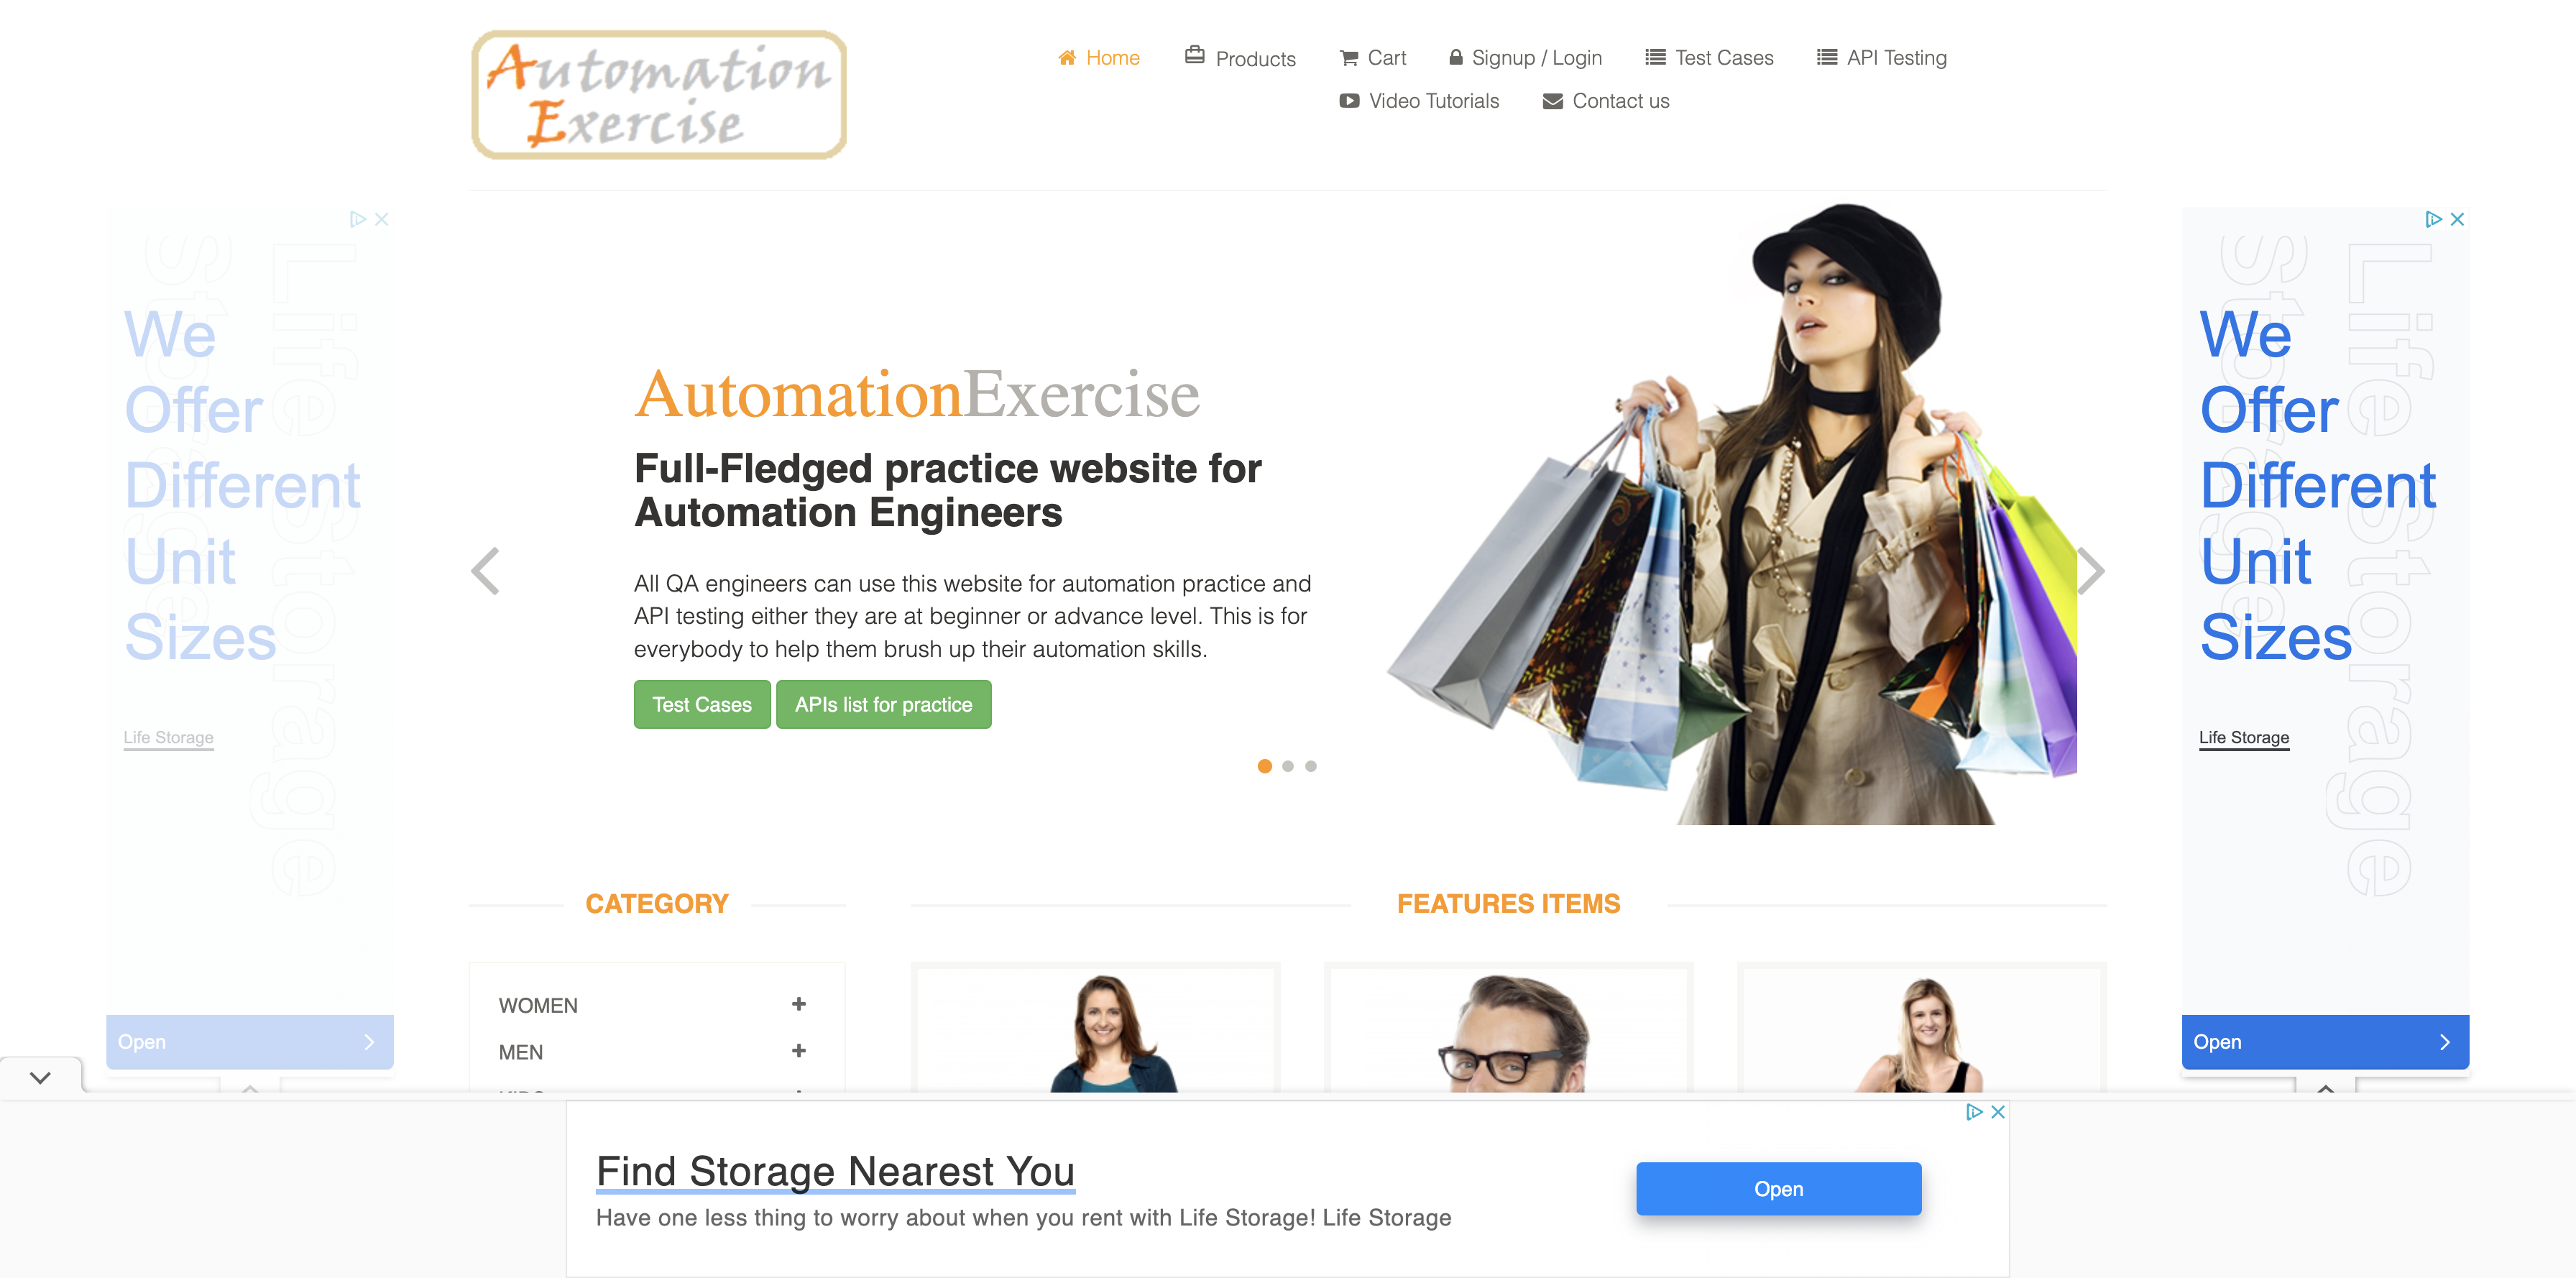 Automation
Exercise
Home
Products
Cart
Signup / Login
Test Cases
API Testing
Video Tutorials
Contact us
We
Offer
Different
Unit
Sizes
Life Storage
Life Storage
Open
AutomationExercise
Full-Fledged practice website for
Automation Engineers
All QA engineers can use this website for automation practice and
API testing either they are at beginner or advance level. This is for
everybody to help them brush up their automation skills.
Test Cases
APIs list for practice
We
Offer
Different
Unit
Sizes
Life Storage
Life Storage
Open
CATEGORY
WOMEN
MEN
FEATURES ITEMS
Find Storage Nearest You
Have one less thing to worry about when you rent with Life Storage! Life Storage
Open